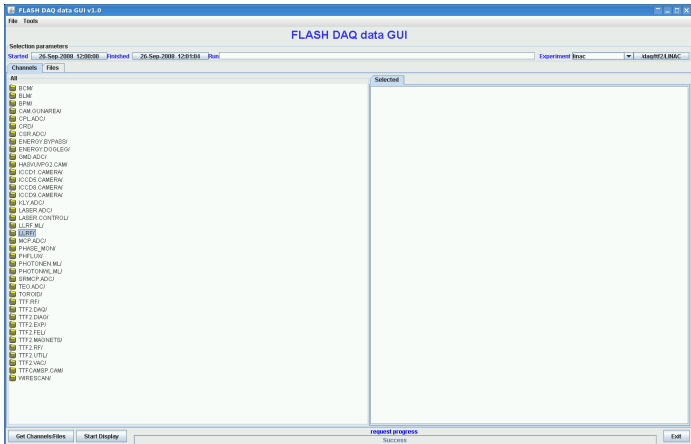 FLASH DAQ data GUI v1.0
File Tools
FLASH DAQ data GUI
Selection parameters
Started 26-Sep-2008 12:00:00 Finished 26-Sep-2008 12:01:04 Run Experiment linac /daq/ttf2/LINAC
Channels Files
All
Selected
BCM/
BLM/
BPM/
CAM.GUNAREA/
CPL.ADC/
CRD/
CSR.ADC/
ENERGY.BYPASS/
ENERGY.DOGLEG/
GMD.ADC/
HASVUVPG2.CAM/
ICCD1.CAMERA/
ICCD5.CAMERA/
ICCD8.CAMERA/
ICCD9.CAMERA/
KLY.ADC/
LASER.ADC/
LASER.CONTROL/
LLRF.ML/
LLRF/
MCP.ADC/
PHASE_MON/
PHFLUX/
PHOTONEN.ML/
PHOTONWL.ML/
SRMCP.ADC/
TEO.ADC/
TOROID/
TTF.RF/
TTF2.DAQ/
TTF2.DIAG/
TTF2.EXP/
TTF2.FEL/
TTF2.MAGNETS/
TTF2.RF/
TTF2.UTIL/
TTF2.VAC/
TTFCAMSP.CAM/
WIRESCAN/
Get Channels/Files Start Display
request progress
Success
Exit